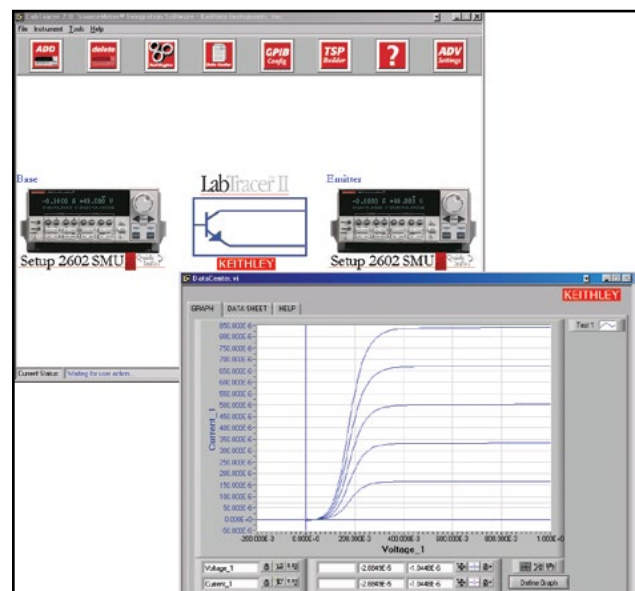 LabTracer 2.0 SourceMeter® Integration Software - Keithley Instruments, Inc.
File Instrument Tools Help
ADD
delete
GPIB
Config
TSP
Builder
?
ADV
Settings
Base
LabTracer II
Emitter
Setup 2602 SMU
KEITHLEY
Setup 2602 SMU
DataCenter.vi
KEITHLEY
GRAPH DATA SHEET HELP
Test 1
850.000E-6
800.000E-6
750.000E-6
700.000E-6
650.000E-6
600.000E-6
550.000E-6
500.000E-6
450.000E-6
400.000E-6
350.000E-6
300.000E-6
250.000E-6
200.000E-6
150.000E-6
100.000E-6
50.000E-6
0.000E+0
-50.000E-6
Current_1
-200.000E-3 0.000E+0 200.000E-3 400.000E-3 600.000E-3 800.000E-3 1.000E+0
Voltage_1
Current Status: Waiting for user action...
Voltage_1
Current_1
Define Graph